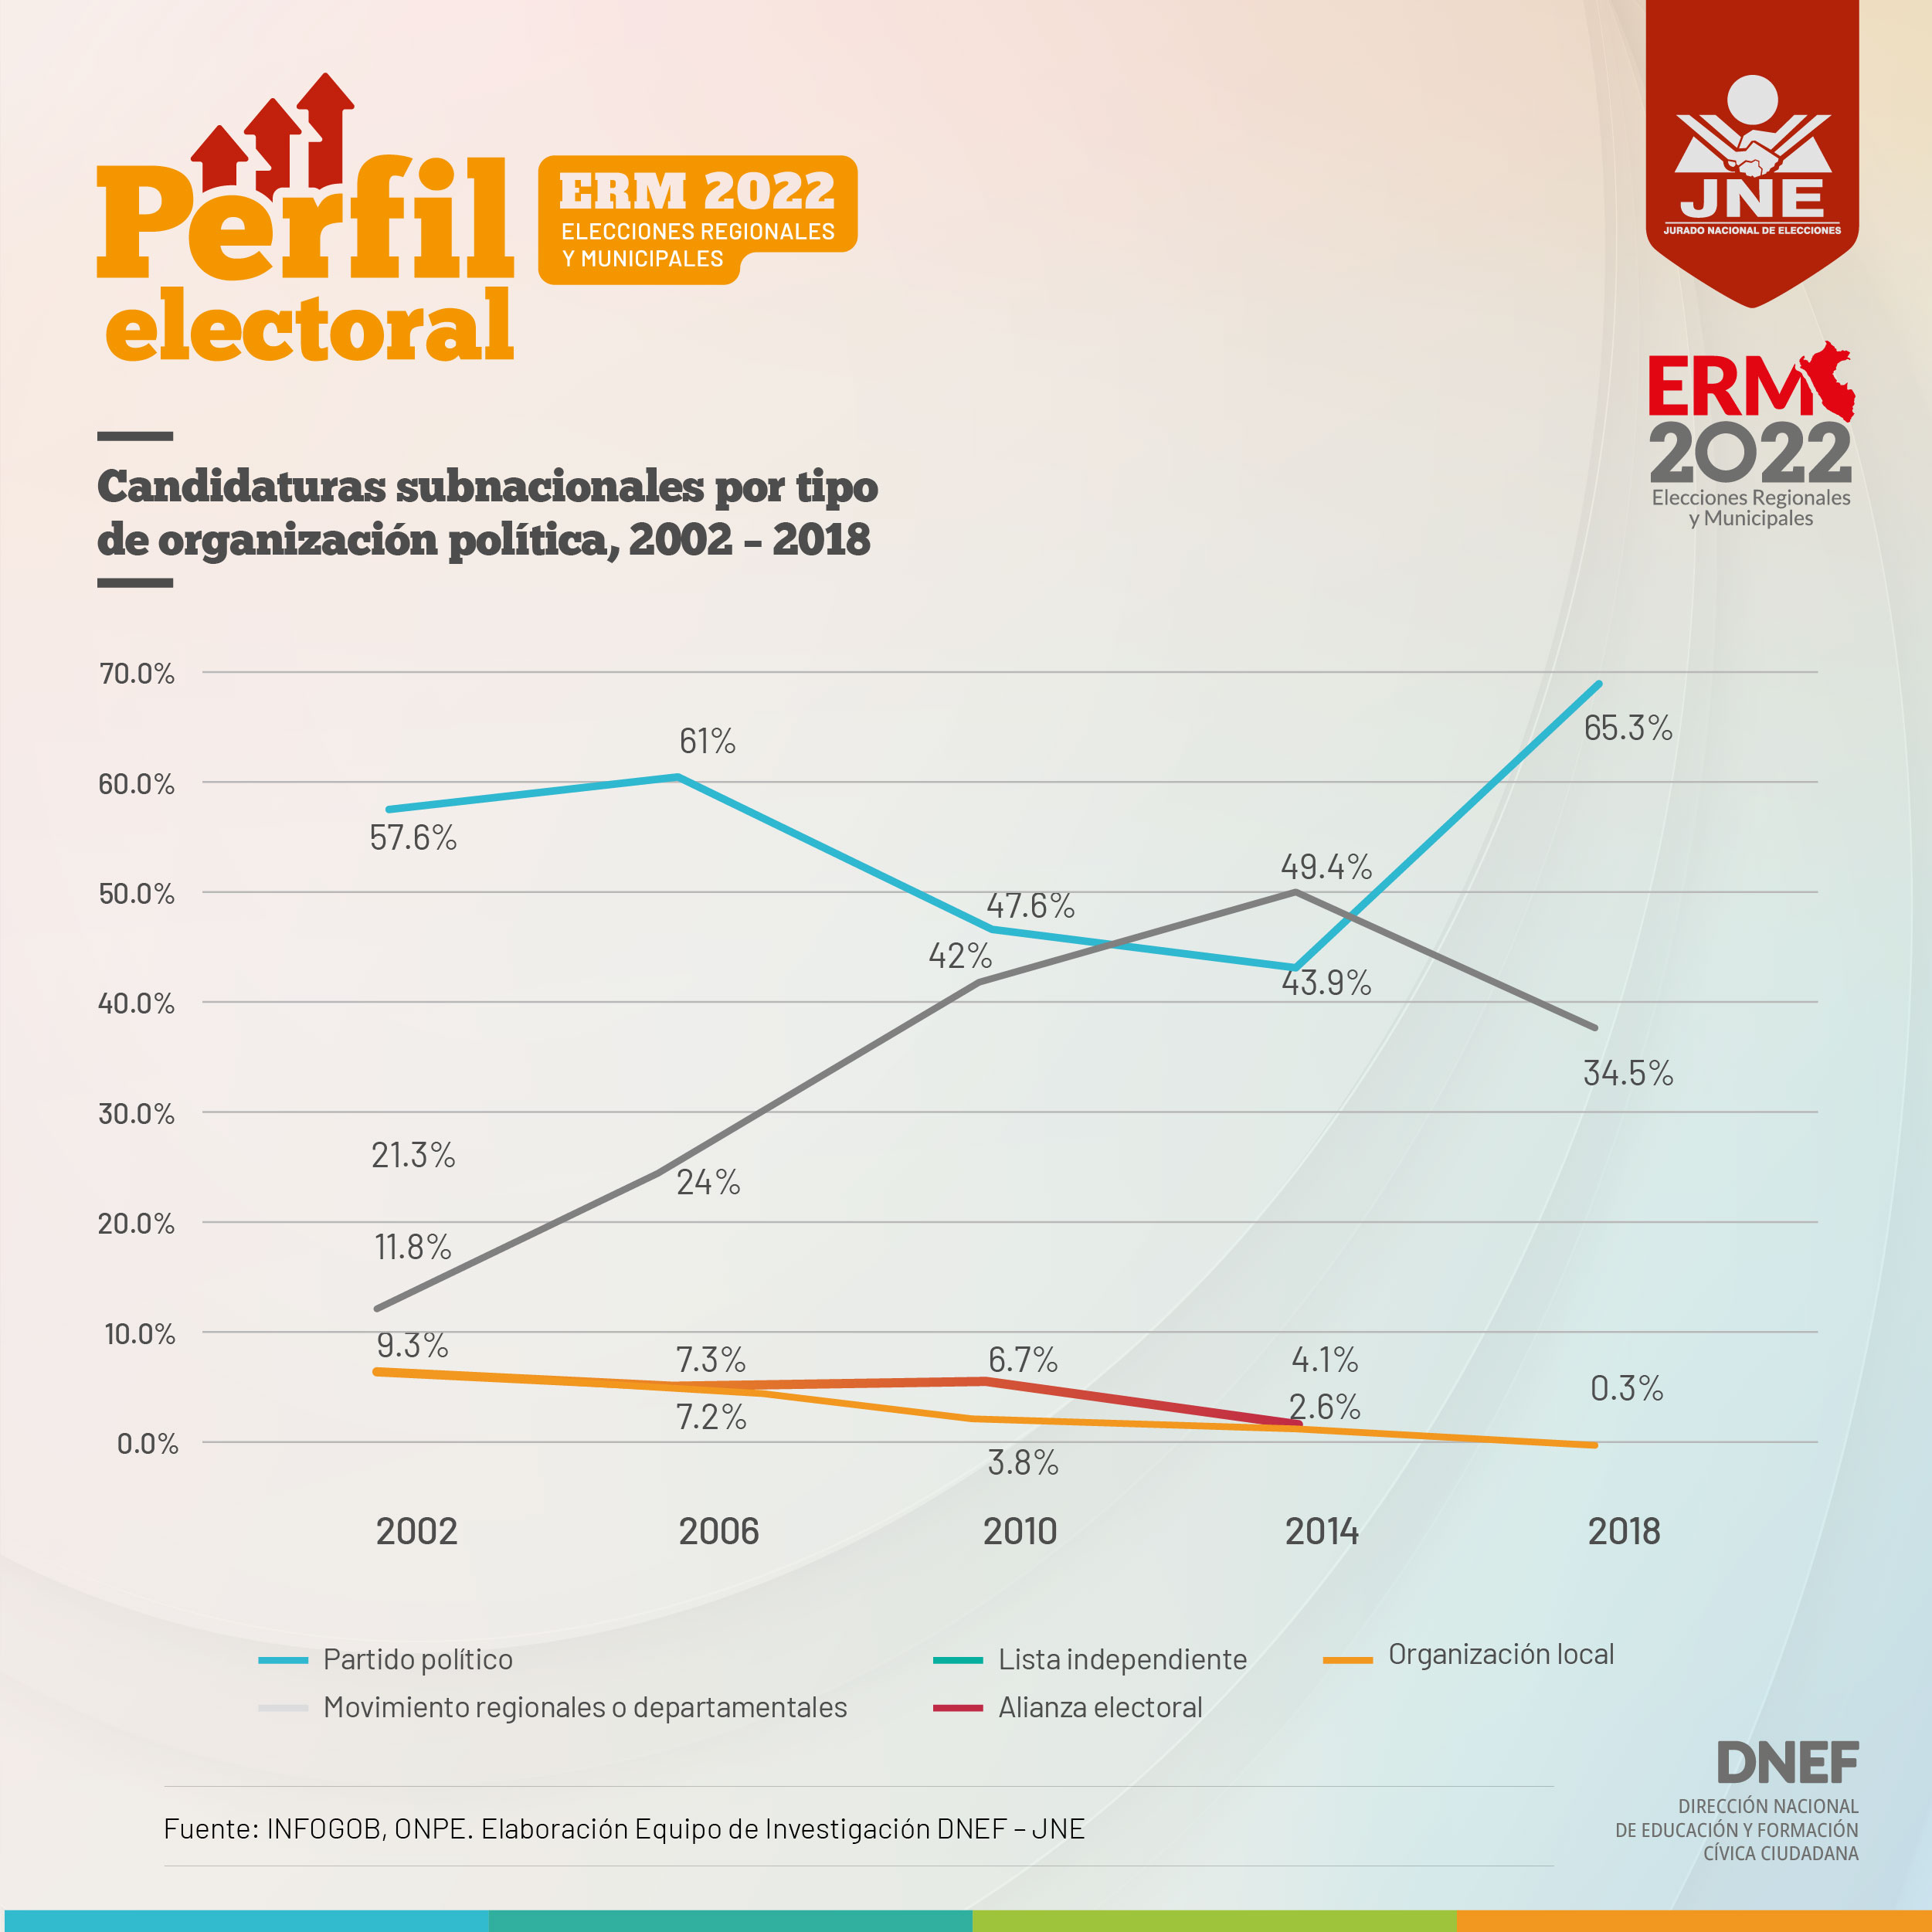 Perfil
electoral
ERM 2022
ELECCIONES REGIONALES
Y MUNICIPALES
JNE
JURADO NACIONAL DE ELECCIONES
ERM
2022
Elecciones Regionales
y Municipales
Candidaturas subnacionales por tipo
de organización política, 2002 – 2018
70.0%
60.0%
50.0%
40.0%
30.0%
20.0%
10.0%
0.0%
57.6%
61%
47.6%
43.9%
65.3%
42%
49.4%
34.5%
21.3%
24%
11.8%
9.3%
7.3%
6.7%
4.1%
2.6%
0.3%
7.2%
3.8%
2002
2006
2010
2014
2018
Partido político
Lista independiente
Organización local
Movimiento regionales o departamentales
Alianza electoral
Fuente: INFOGOB, ONPE. Elaboración Equipo de Investigación DNEF – JNE
DNEF
DIRECCIÓN NACIONAL
DE EDUCACIÓN Y FORMACIÓN
CÍVICA CIUDADANA